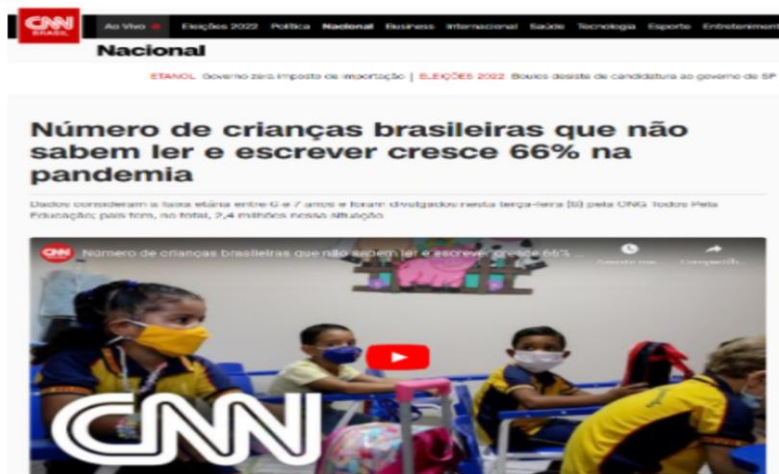 CNN
BRASIL
Ao Vivo Eleições 2022 Política Nacional Business Internacional Saúde Tecnologia Esporte Entretenimento
Nacional
ETANOL Governo zera imposto de importação | ELEIÇÕES 2022 Boulos desiste de candidatura ao governo de SP
Número de crianças brasileiras que não
sabem ler e escrever cresce 66% na
pandemia
Dados consideram a faixa etária entre 6 e 7 anos e foram divulgados nesta terça-feira (8) pela ONG Todos Pela
Educação; país tem, no total, 2,4 milhões nessa situação
CNN Número de crianças brasileiras que não sabem ler e escrever cresce 66% ...
Compartilh...
CNN